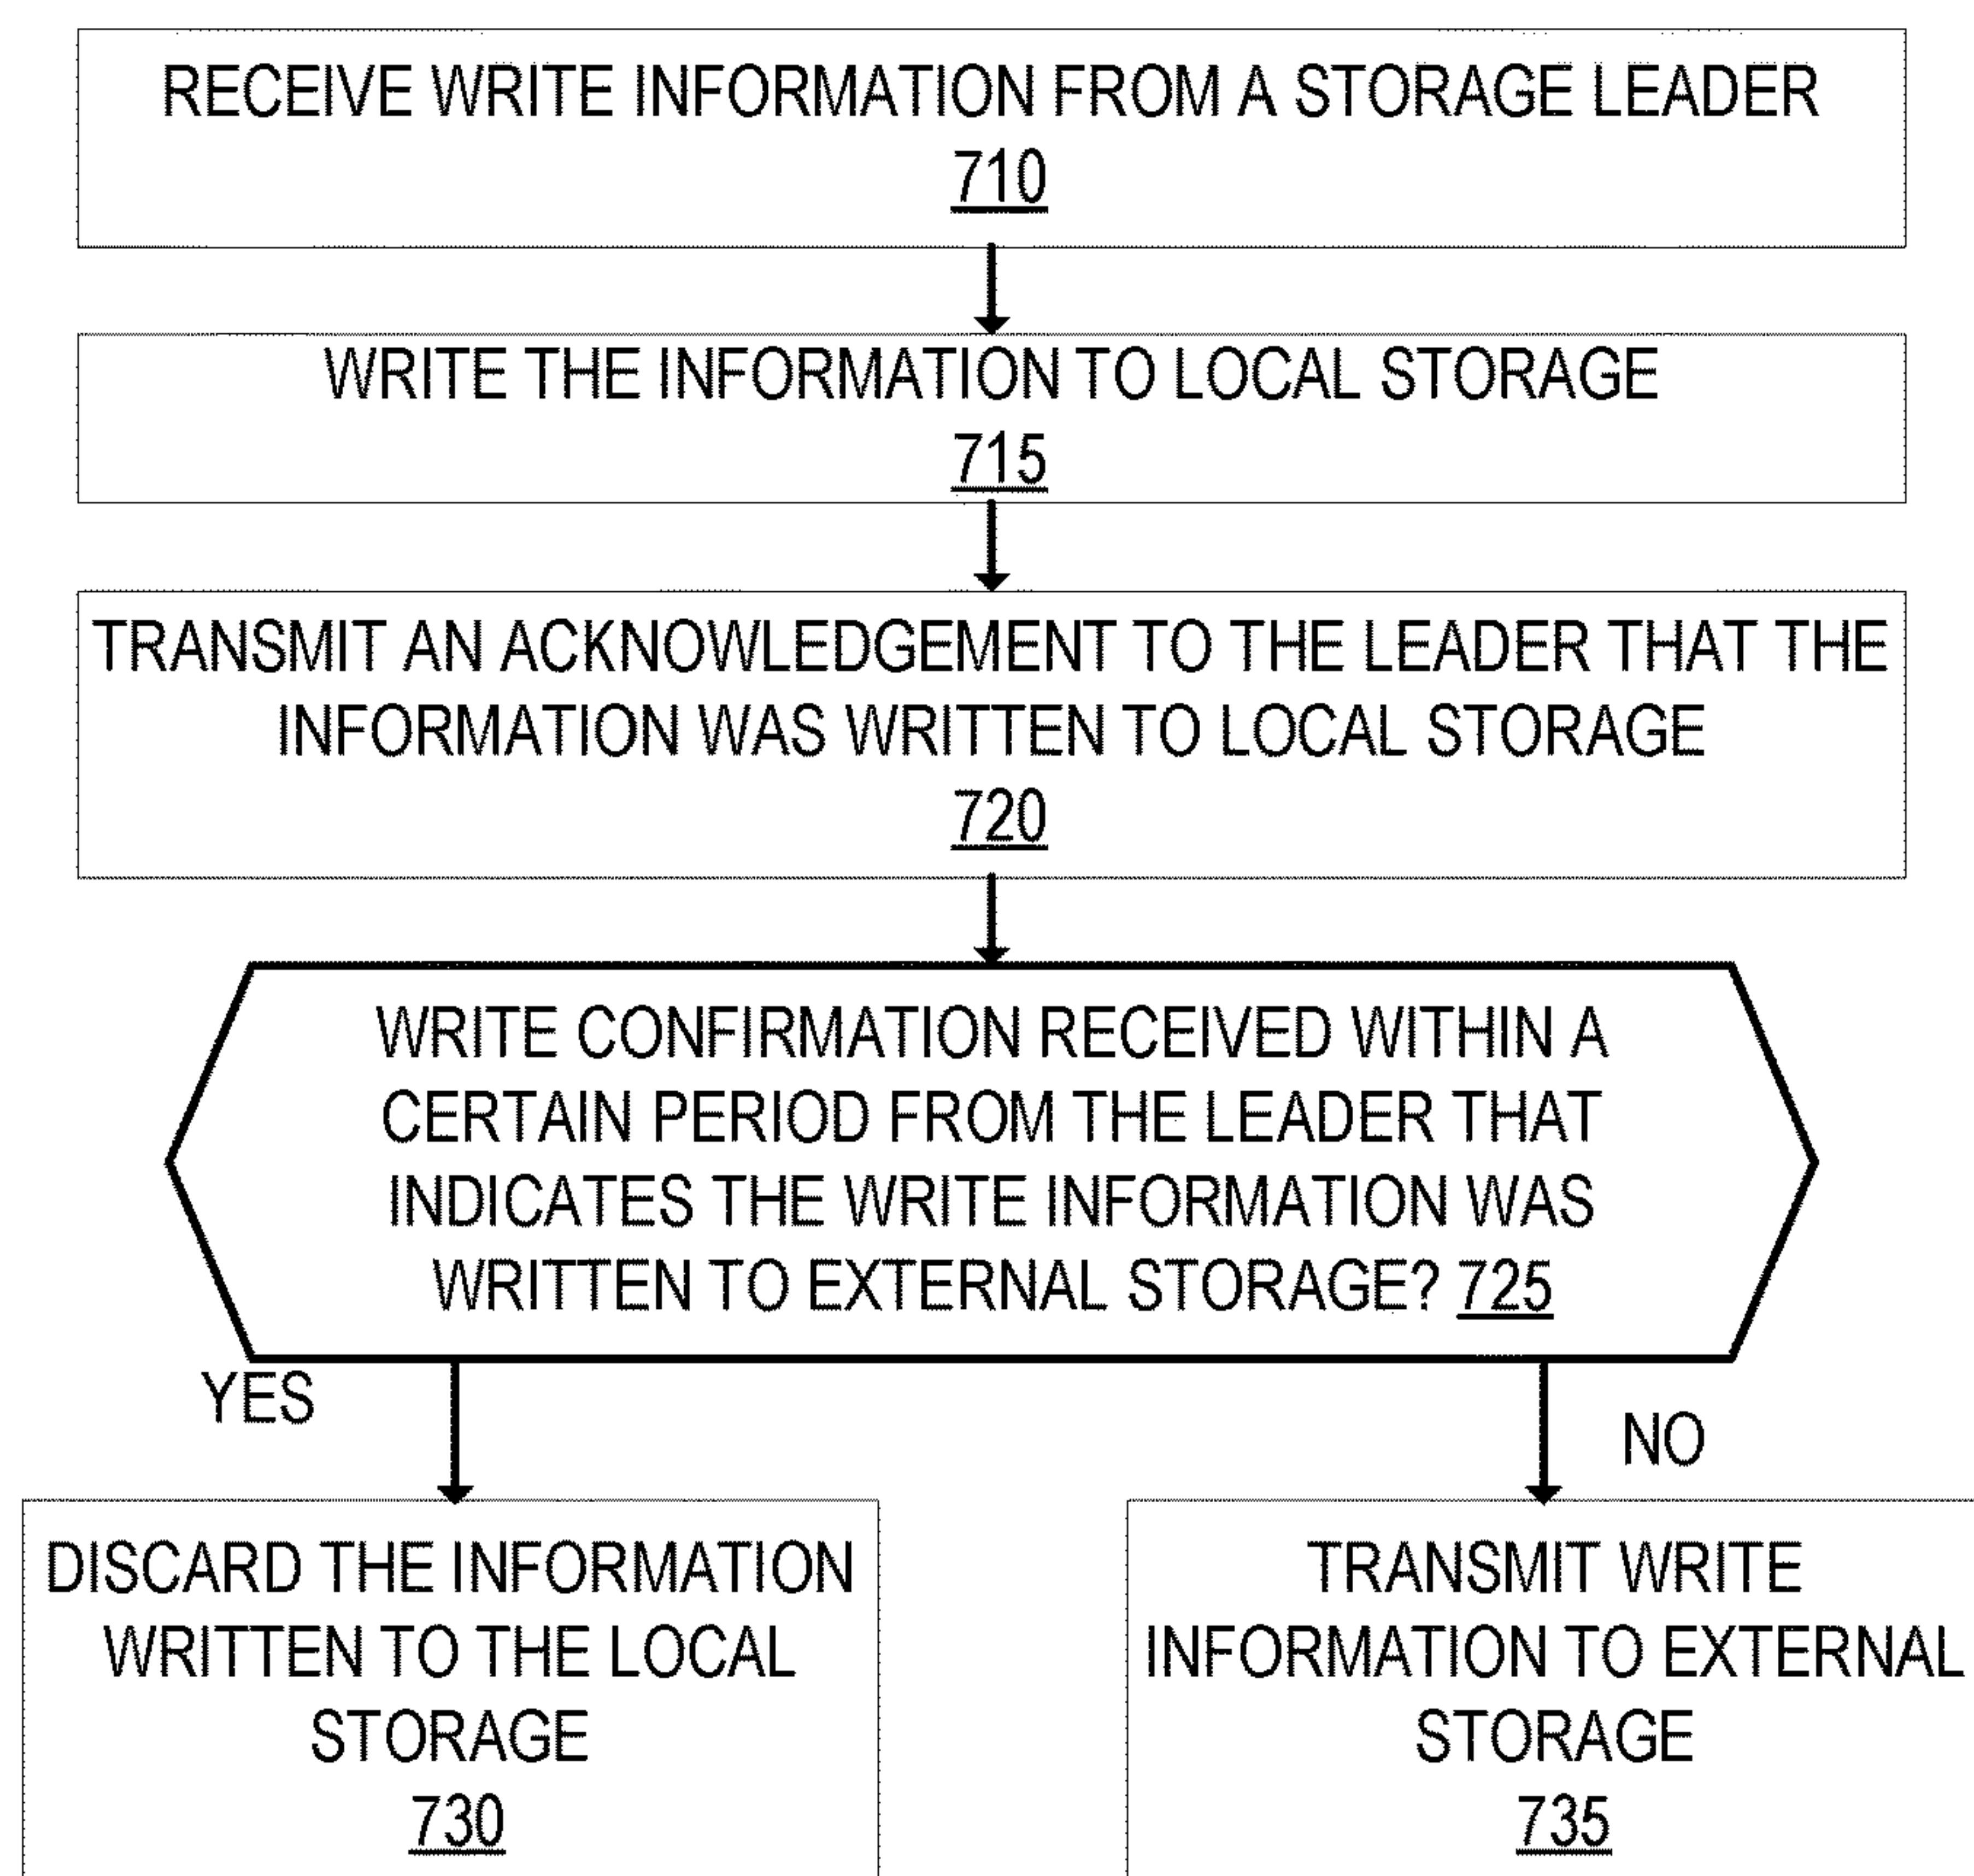 RECEIVE WRITE INFORMATION FROM A STORAGE LEADER
710
WRITE THE INFORMATION TO LOCAL STORAGE
715
TRANSMIT AN ACKNOWLEDGEMENT TO THE LEADER THAT THE
INFORMATION WAS WRITTEN TO LOCAL STORAGE
720
WRITE CONFIRMATION RECEIVED WITHIN A
CERTAIN PERIOD FROM THE LEADER THAT
INDICATES THE WRITE INFORMATION WAS
WRITTEN TO EXTERNAL STORAGE? 725
YES
NO
DISCARD THE INFORMATION
WRITTEN TO THE LOCAL
STORAGE
730
TRANSMIT WRITE
INFORMATION TO EXTERNAL
STORAGE
735